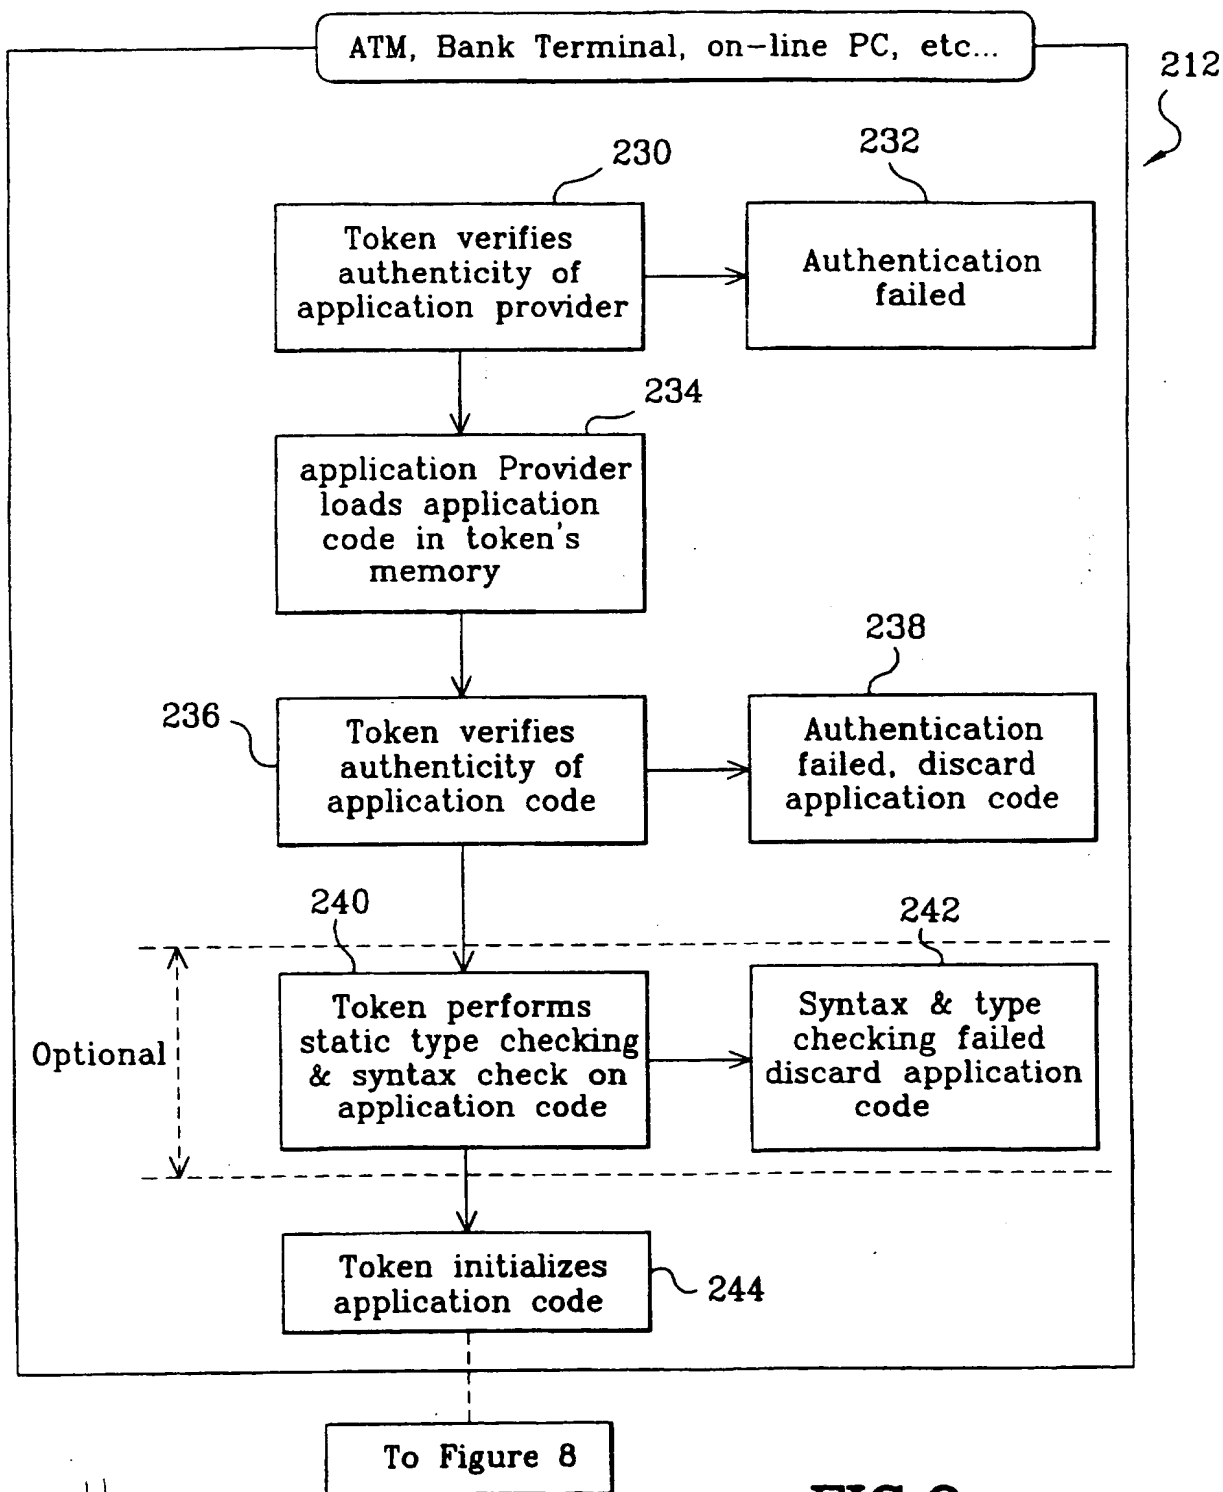 ATM, Bank Terminal, on-line PC, etc...
212
230
232
Token verifies
authenticity of
application provider
Authentication
failed
234
application Provider
loads application
code in token's
memory
238
236
Token verifies
authenticity of
application code
Authentication
failed, discard
application code
240
242
Optional
Token performs
static type checking
& syntax check on
application code
Syntax & type
checking failed
discard application
code
Token initializes
application code
244
To Figure 8